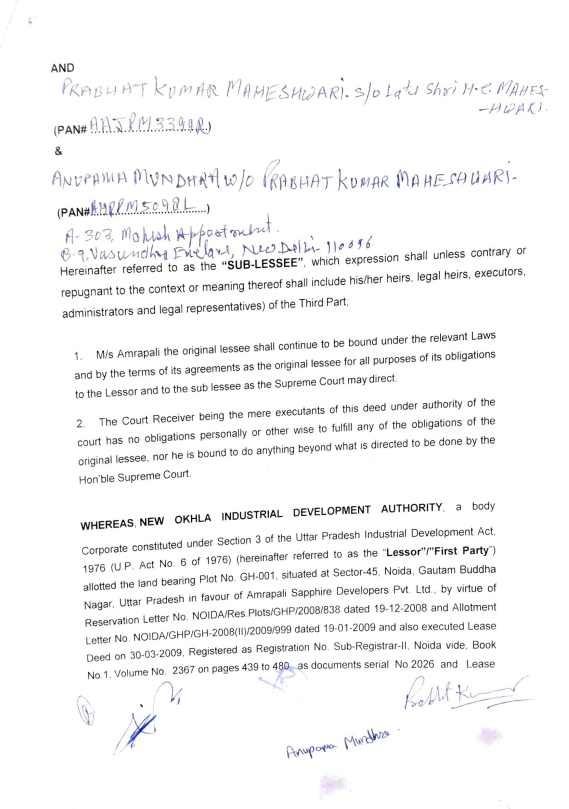 AND
PRABHAT KUMAR MAHESHWARI. S/o Late Shri H.C. MAHES-
-HWARI.
(PAN#
&
ANUPAMA MUNDHRA W/O PRABHAT KUMAR MAHESHWARI-
(PAN#
A-303,
B-9, Vasundhra Enclave, New Delhi 110096
Hereinafter referred to as the "SUB-LESSEE", which expression shall unless contrary or
repugnant to the context or meaning thereof shall include his/her heirs, legal heirs, executors,
administrators and legal representatives) of the Third Part;
1. M/s Amrapali the original lessee shall continue to be bound under the relevant Laws
and by the terms of its agreements as the original lessee for all purposes of its obligations
to the Lessor and to the sub lessee as the Supreme Court may direct.
2. The Court Receiver being the mere executants of this deed under authority of the
court has no obligations personally or other wise to fulfill any of the obligations of the
original lessee, nor he is bound to do anything beyond what is directed to be done by the
Hon'ble Supreme Court.
WHEREAS, NEW OKHLA INDUSTRIAL DEVELOPMENT AUTHORITY, a body
Corporate constituted under Section 3 of the Uttar Pradesh Industrial Development Act,
1976 (U.P. Act No. 6 of 1976) (hereinafter referred to as the "Lessor"/"First Party")
allotted the land bearing Plot No. GH-001, situated at Sector-45, Noida, Gautam Buddha
Nagar, Uttar Pradesh in favour of Amrapali Sapphire Developers Pvt. Ltd., by virtue of
Reservation Letter No. NOIDA/Res.Plots/GHP/2008/838 dated 19-12-2008 and Allotment
Letter No. NOIDA/GHP/GH-2008(II)/2009/999 dated 19-01-2009 and also executed Lease
Deed on 30-03-2009, Registered as Registration No. Sub-Registrar-II, Noida vide, Book
No.1, Volume No. 2367 on pages 439 to 480, as documents serial No.2026 and Lease
Anupama Mundhra